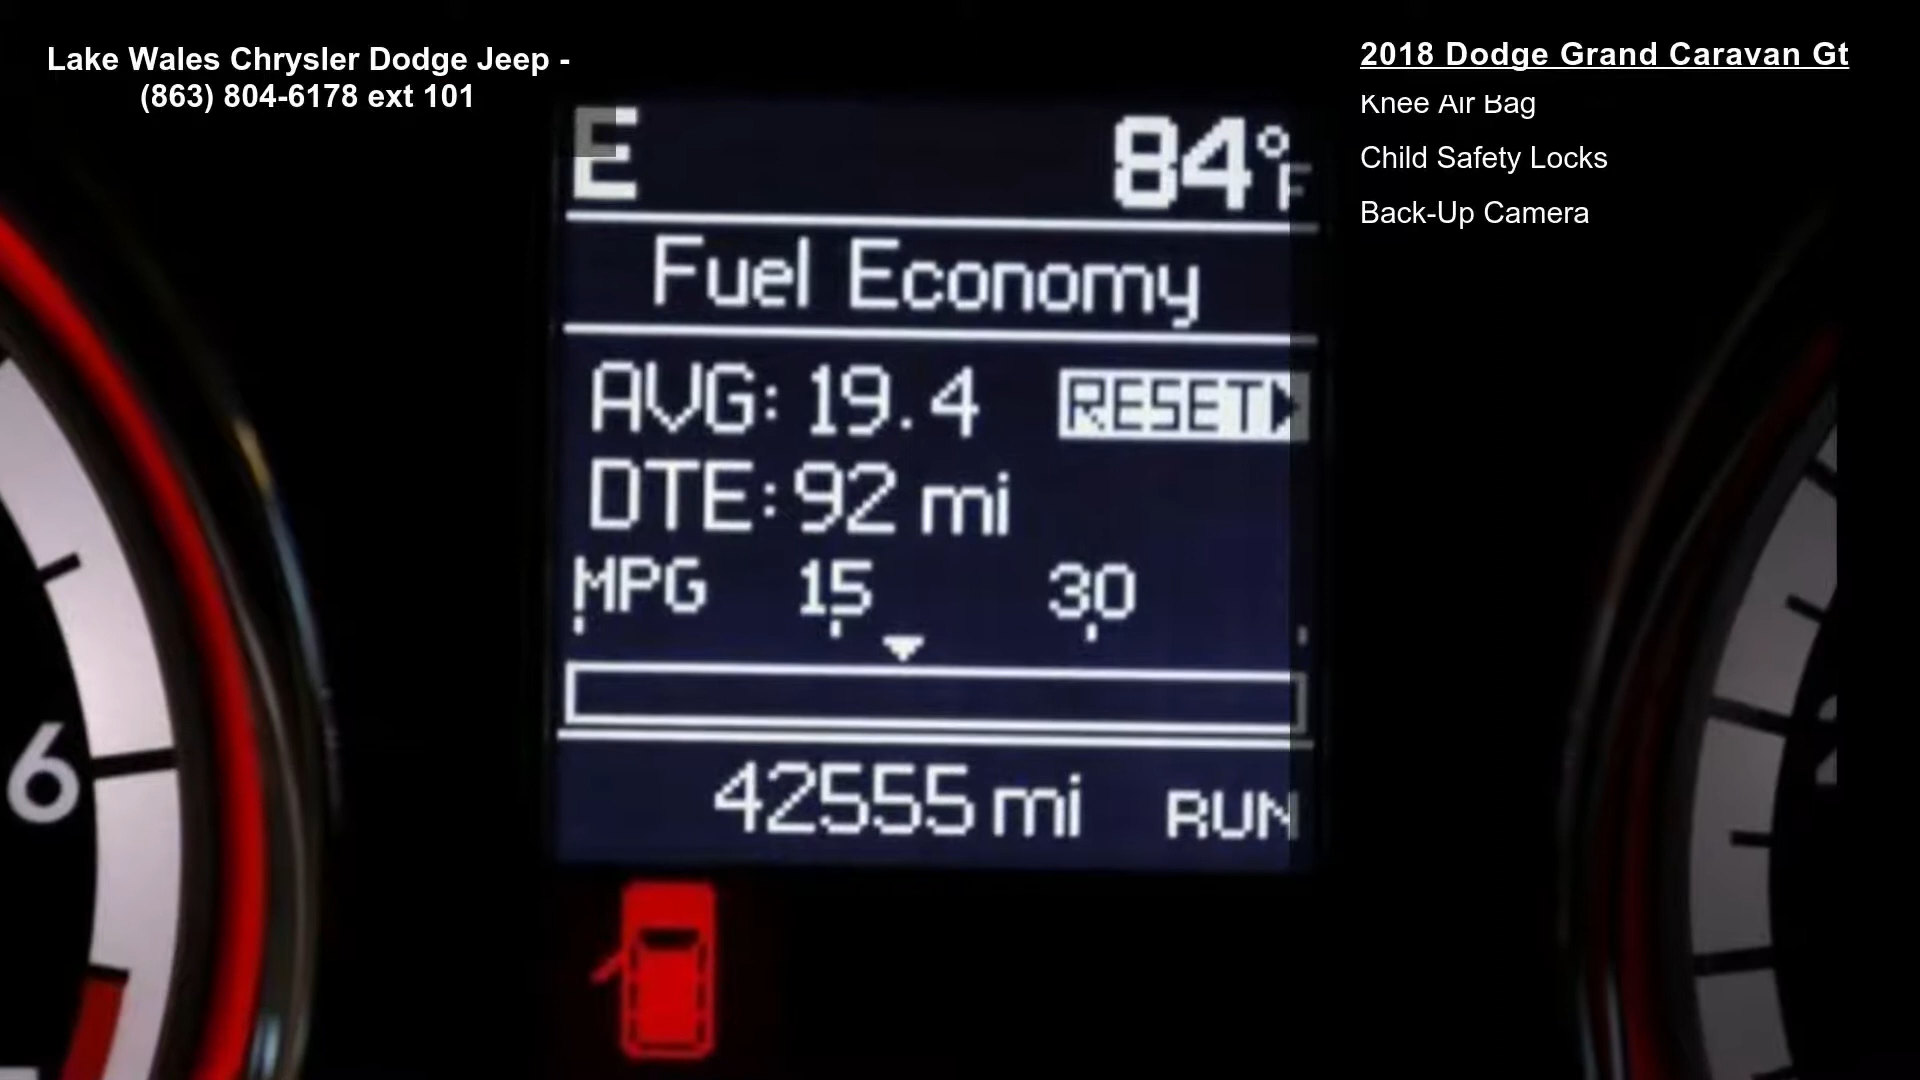 Lake Wales Chrysler Dodge Jeep -
(863) 804-6178 ext 101
2018 Dodge Grand Caravan Gt
Knee Air Bag
Child Safety Locks
Back-Up Camera
E 84°F
Fuel Economy
AVG: 19.4 RESET
DTE: 92 mi
MPG 15 30
42555 mi RUN
6